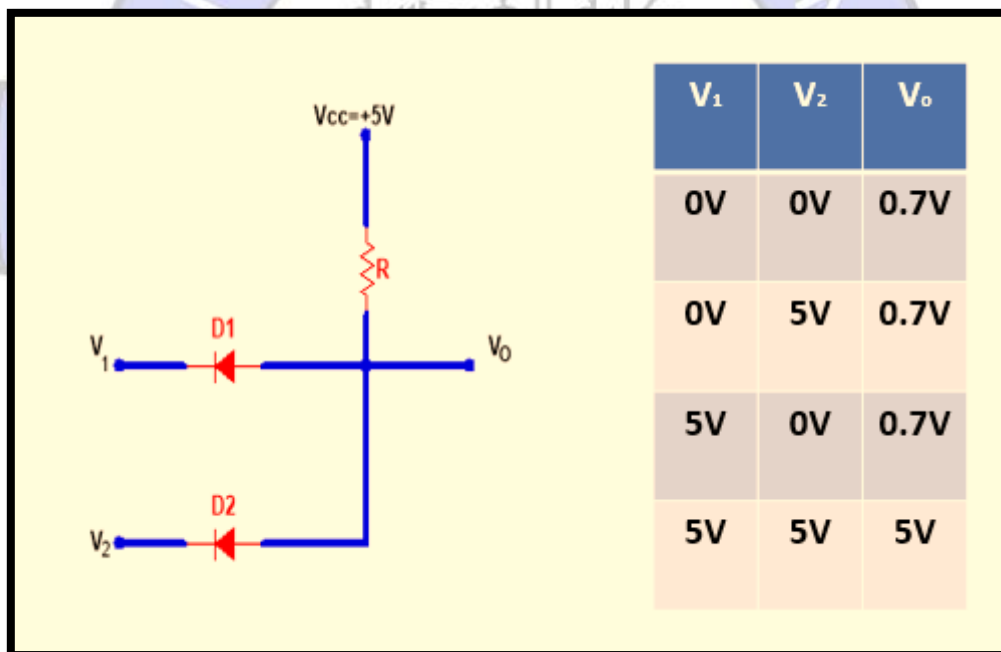 Vcc=+5V
R
D1
V₁
V₀
D2
V₂
V₁ V₂ Vₒ
0V 0V 0.7V
0V 5V 0.7V
5V 0V 0.7V
5V 5V 5V